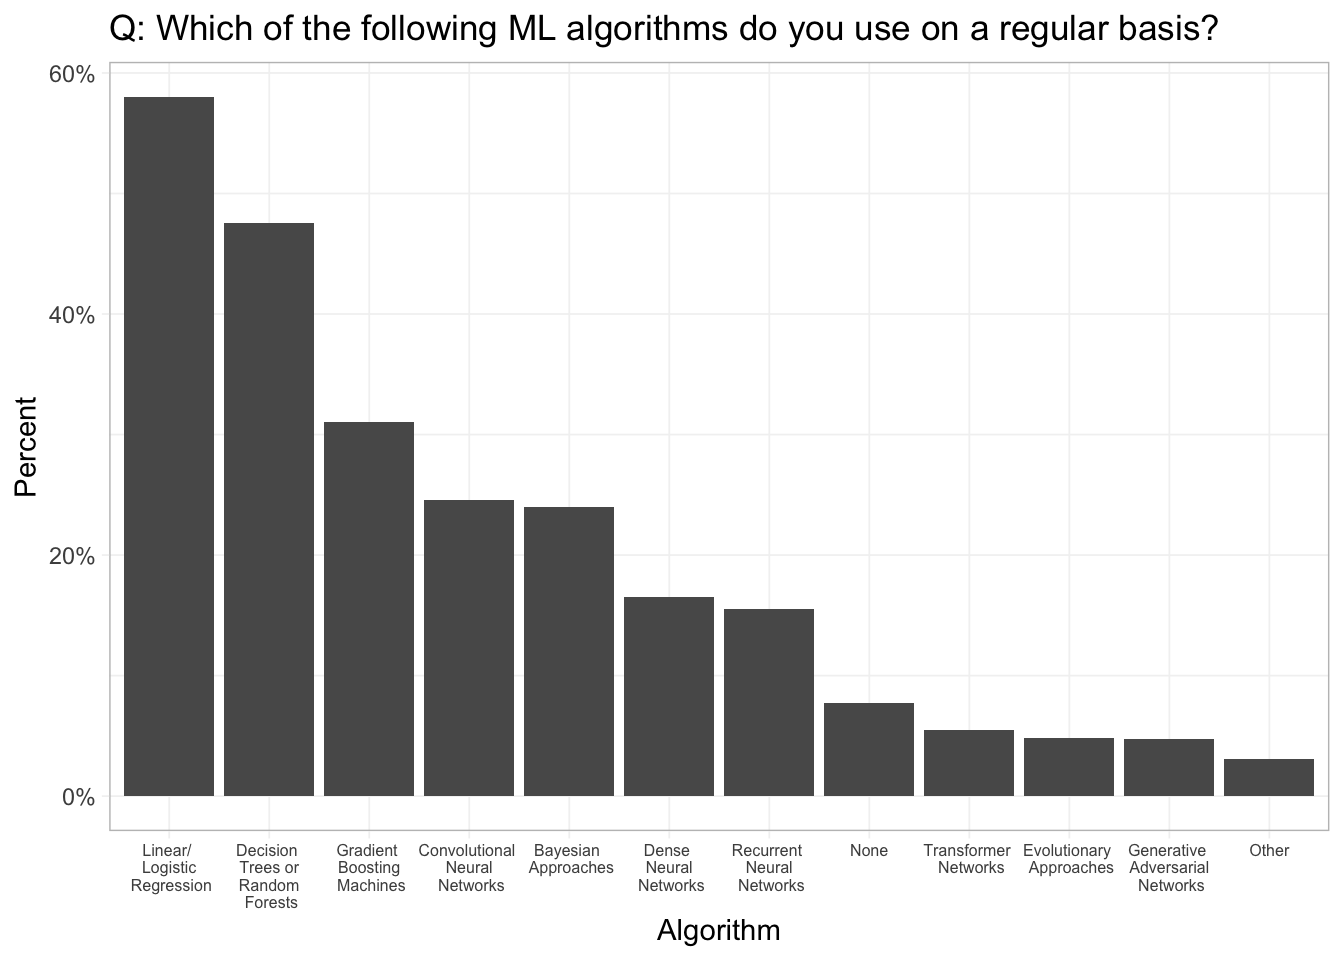 Q: Which of the following ML algorithms do you use on a regular basis?
60%
40%
20%
0%
Percent
Linear/
Logistic
Regression
Decision
Trees or
Random
Forests
Gradient
Boosting
Machines
Convolutional
Neural
Networks
Bayesian
Approaches
Dense
Neural
Networks
Recurrent
Neural
Networks
None
Transformer
Networks
Evolutionary
Approaches
Generative
Adversarial
Networks
Other
Algorithm